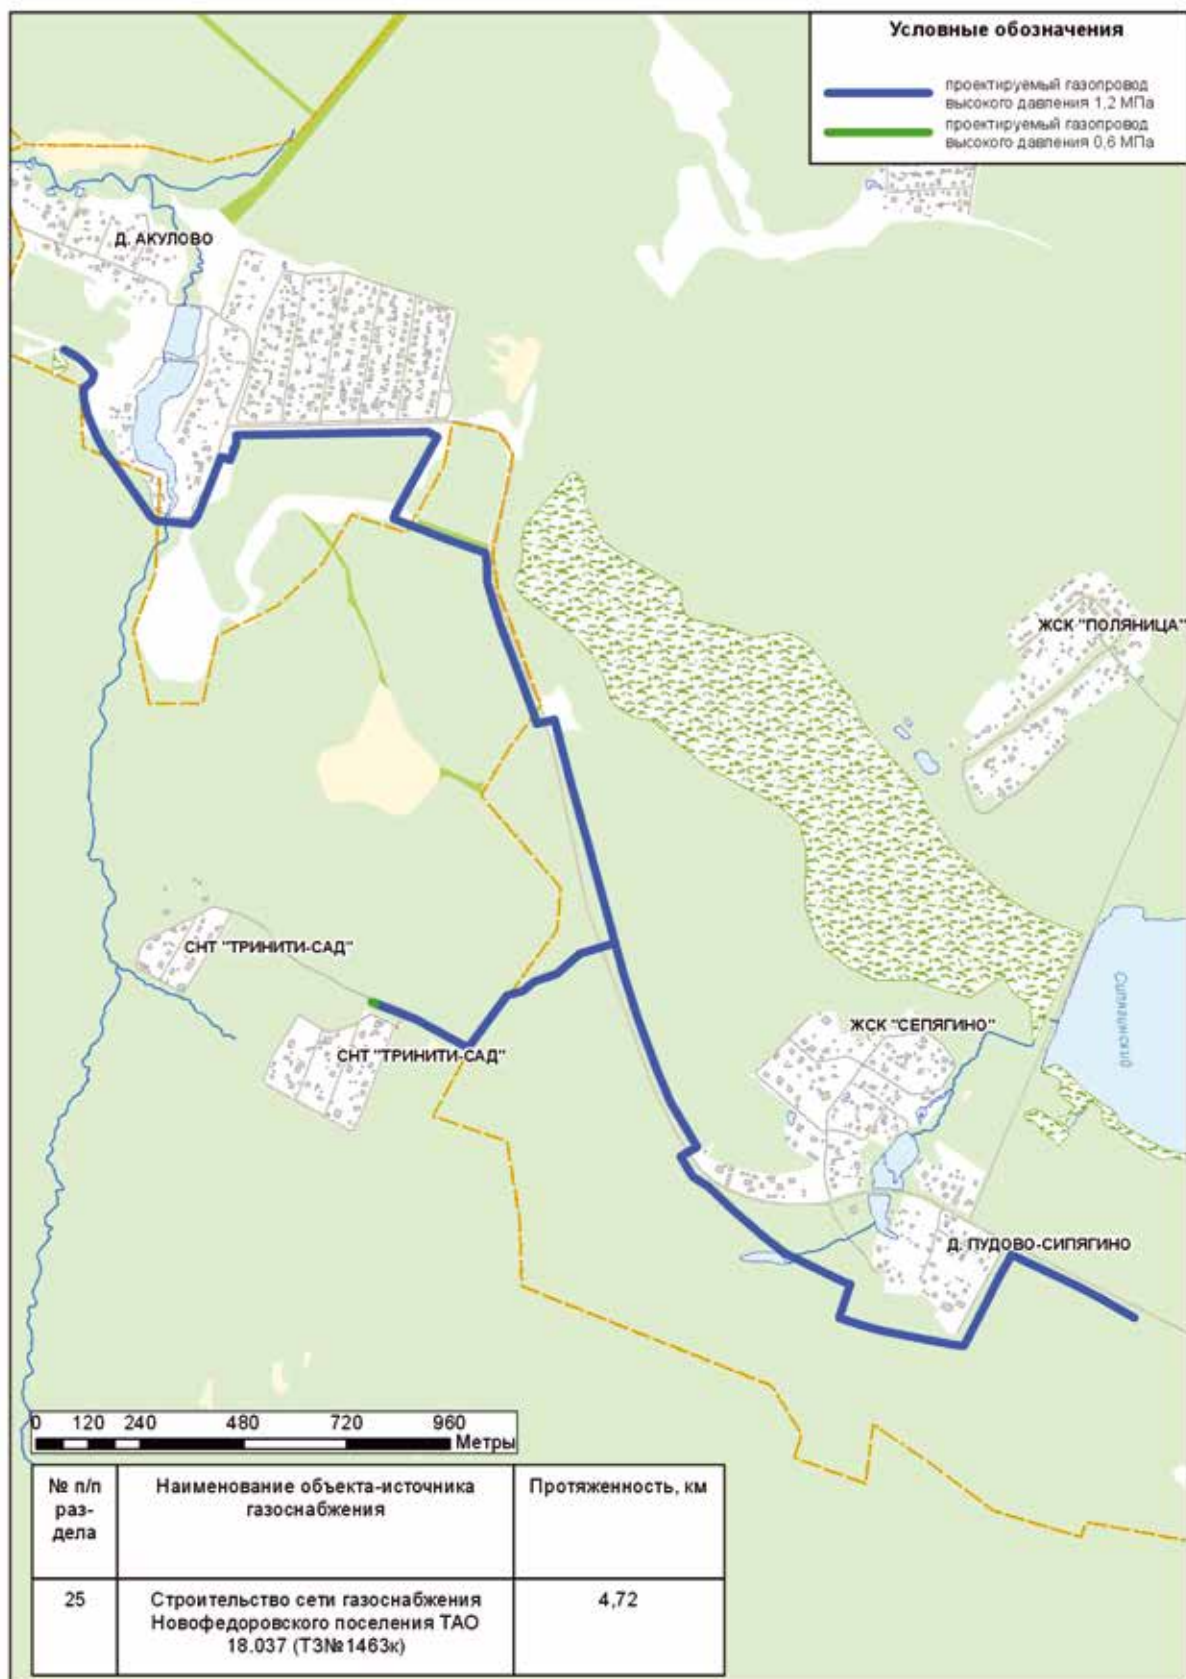 Условные обозначения
проектируемый газопровод
высокого давления 1,2 МПа
проектируемый газопровод
высокого давления 0,6 МПа
Д. АКУЛОВО
ЖСК "ПОЛЯНИЦА"
СНТ "ТРИНИТИ-САД"
ЖСК "СЕПЯГИНО"
Сипягинский
СНТ "ТРИНИТИ-САД"
Д. ПУДОВО-СИПЯГИНО
0 120 240 480 720 960
Метры
№ п/п
раз-
дела
Наименование объекта-источника
газоснабжения
Протяженность, км
25
Строительство сети газоснабжения
Новофедоровского поселения ТАО
18.037 (ТЗ№1463к)
4,72